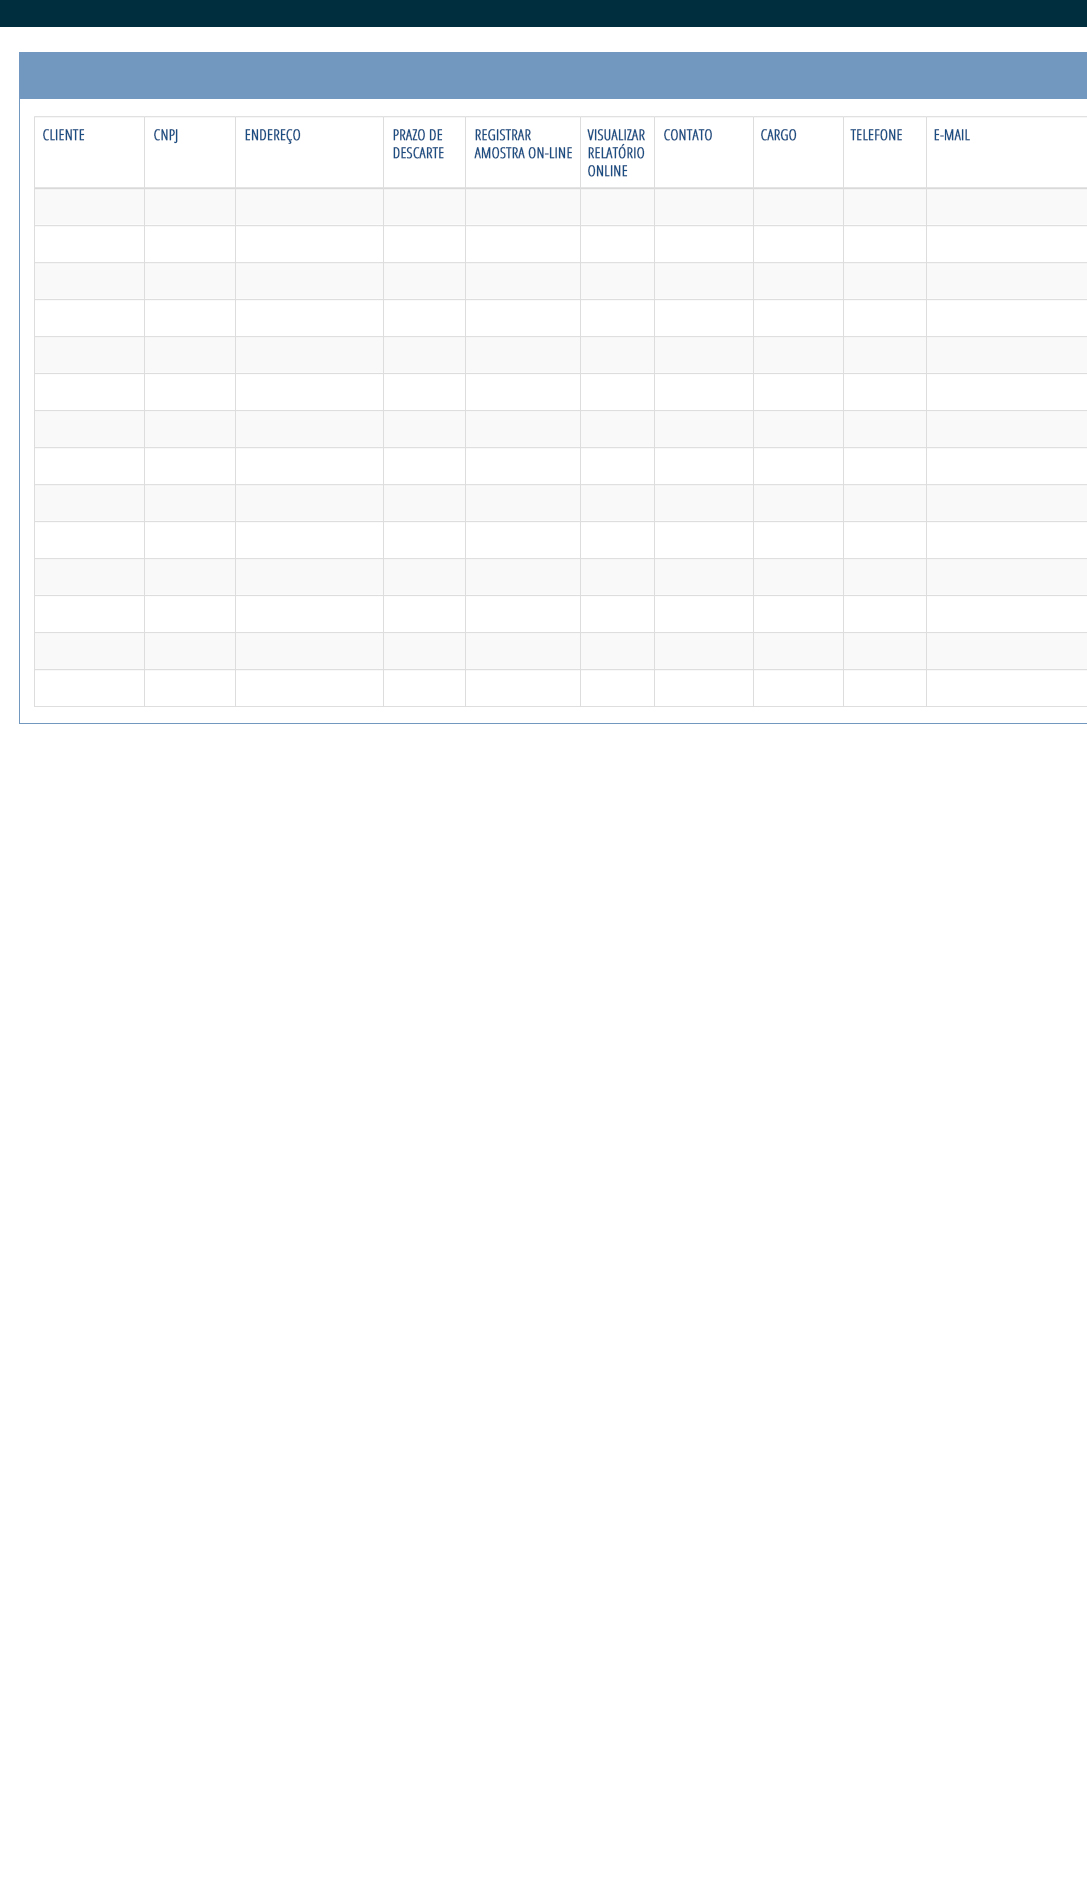 CLIENTE
CNPJ
ENDEREÇO
PRAZO DE
DESCARTE
REGISTRAR
AMOSTRA ON-LINE
VISUALIZAR
RELATÓRIO
ONLINE
CONTATO
CARGO
TELEFONE
E-MAIL